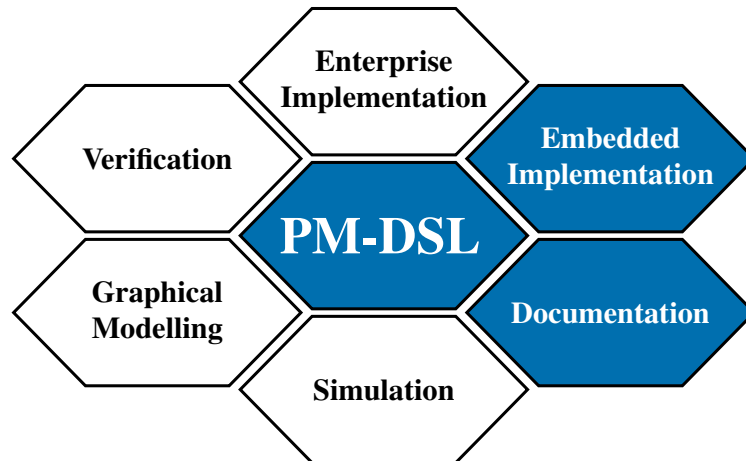 Enterprise
Implementation
Verification
Embedded
Implementation
PM-DSL
Graphical
Modelling
Documentation
Simulation